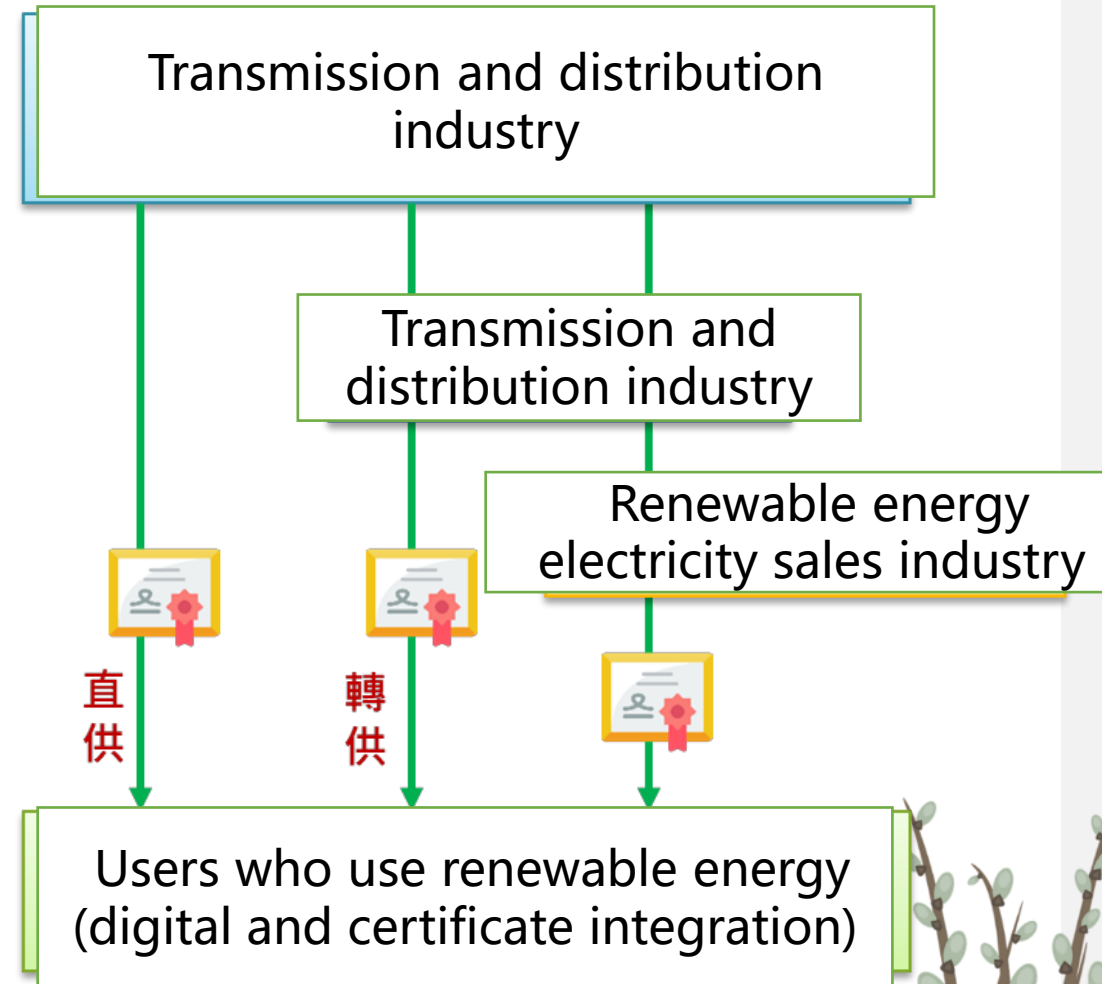 Transmission and distribution
industry
Transmission and
distribution industry
Renewable energy
electricity sales industry
直
供
轉
供
Users who use renewable energy
(digital and certificate integration)